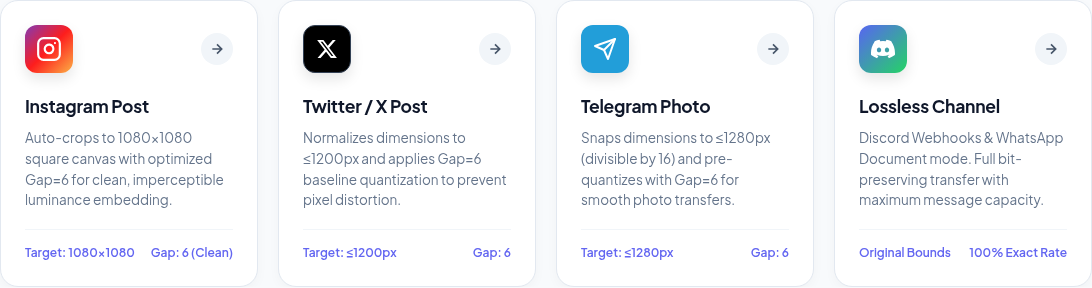 Instagram Post
Auto-crops to 1080×1080
square canvas with optimized
Gap=6 for clean, imperceptible
luminance embedding.
Target: 1080×1080
Gap: 6 (Clean)
Twitter / X Post
Normalizes dimensions to
≤1200px and applies Gap=6
baseline quantization to prevent
pixel distortion.
Target: ≤1200px
Gap: 6
Telegram Photo
Snaps dimensions to ≤1280px
(divisible by 16) and pre-
quantizes with Gap=6 for
smooth photo transfers.
Target: ≤1280px
Gap: 6
Lossless Channel
Discord Webhooks & WhatsApp
Document mode. Full bit-
preserving transfer with
maximum message capacity.
Original Bounds
100% Exact Rate